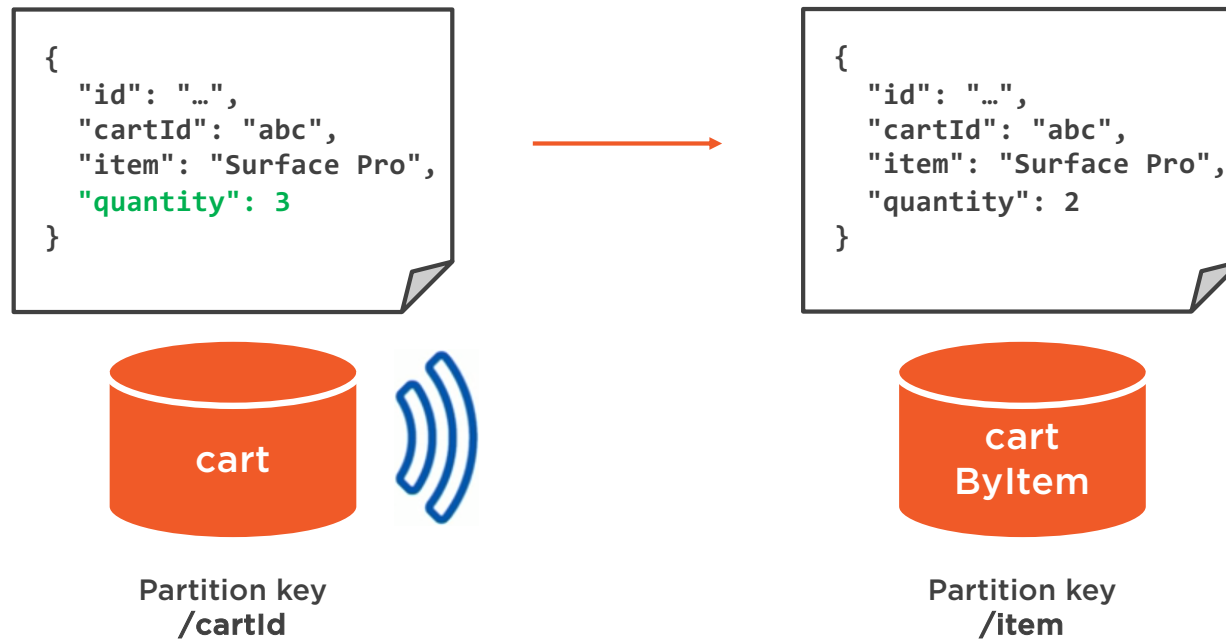 {
"id": "…",
"cartId": "abc",
"item": "Surface Pro",
"quantity": 3
}
{
"id": "…",
"cartId": "abc",
"item": "Surface Pro",
"quantity": 2
}
cart
cart
ByItem
Partition key
/cartId
Partition key
/item